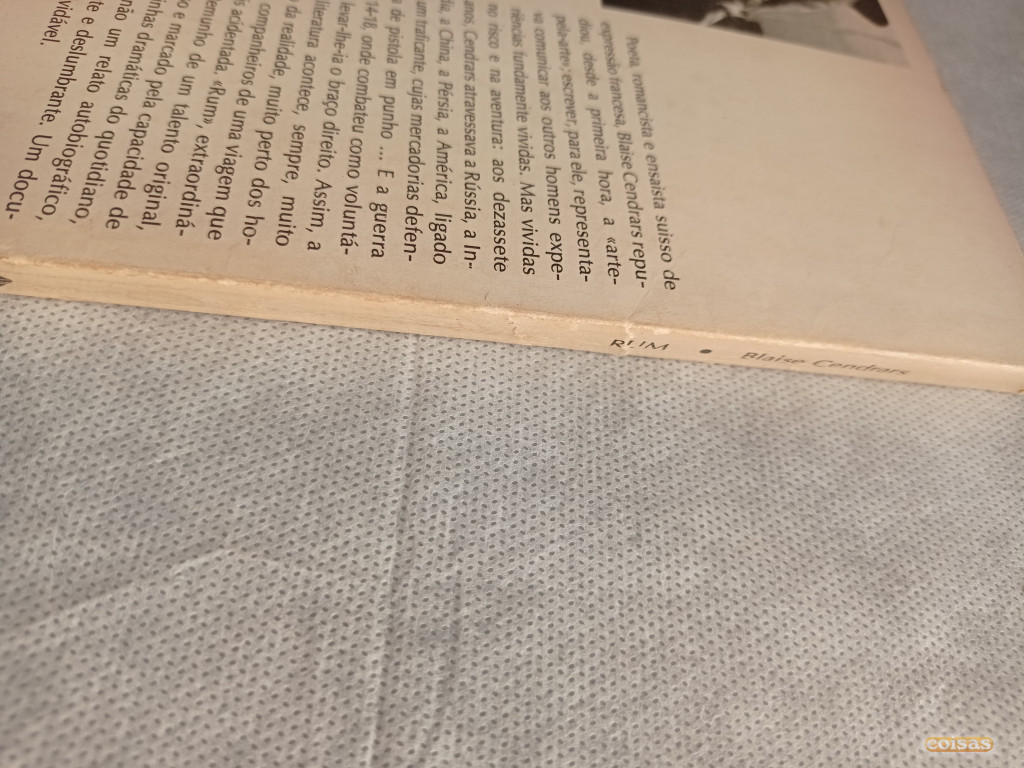 Poeta, romancista e ensaísta suisso de
expressão francesa, Blaise Cendrars repu-
diou, desde a primeira hora, a «arte-
pela-arte»: escrever, para ele, representa-
va comunicar aos outros homens expe-
riências fundamente vividas. Mas vividas
no risco e na aventura: aos dezassete
anos, Cendrars atravessava a Rússia, a Ín-
dia, a China, a Pérsia, a América, ligado
um traficante, cujas mercadorias defen-
de pistola em punho ... E a guerra
14-18, onde combateu como voluntá-
levar-lhe-ia o braço direito. Assim, a
literatura acontece, sempre, muito
da realidade, muito perto dos ho-
companheiros de uma viagem que
acidentada. «Rum», extraordiná-
de um talento original,
e marcado pela capacidade de
dramáticas do quotidiano,
não um relato autobiográfico,
te e deslumbrante. Um docu-
RUM • Blaise Cendrars
coisas